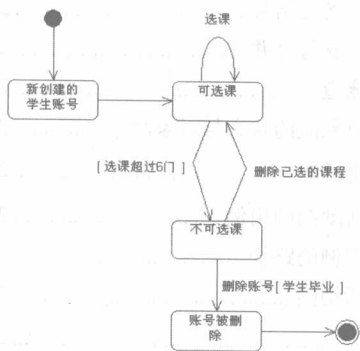 选课
新创建的
学生账号
可选课
[ 选课超过6门 ]
删除已选的课程
不可选课
删除账号[ 学生毕业 ]
账号被删
除